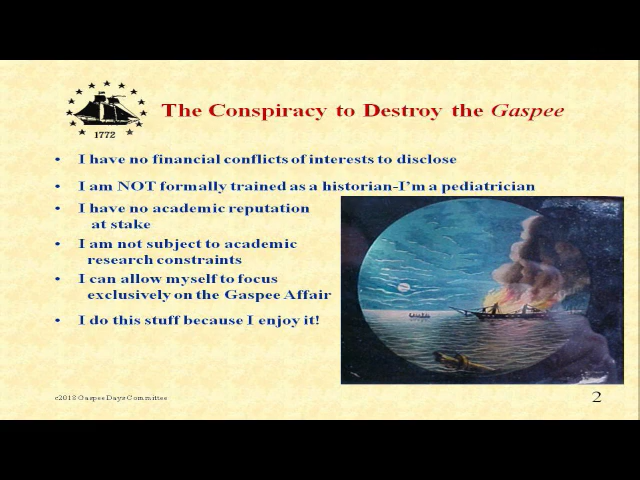 The Conspiracy to Destroy the Gaspee
1772
• I have no financial conflicts of interests to disclose
• I am NOT formally trained as a historian-I'm a pediatrician
• I have no academic reputation
at stake
• I am not subject to academic
research constraints
• I can allow myself to focus
exclusively on the Gaspee Affair
• I do this stuff because I enjoy it!
c2018 Gaspee Days Committee
2